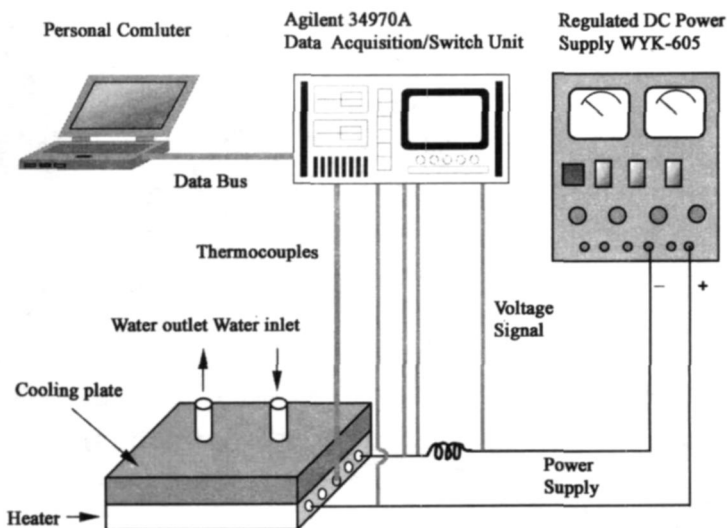 Personal Comluter
Agilent 34970A
Data Acquisition/Switch Unit
Regulated DC Power
Supply WYK-605
Data Bus
Thermocouples
Voltage
Signal
− +
Water outlet Water inlet
Cooling plate
Power
Supply
Heater